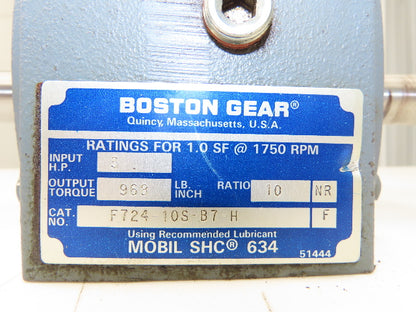 BOSTON GEAR®
Quincy, Massachusetts, U.S.A.
RATINGS FOR 1.0 SF @ 1750 RPM
INPUT H.P.
OUTPUT TORQUE 963 LB. INCH RATIO 10 NR
CAT. NO. F724 10S-B7 H F
Using Recommended Lubricant
MOBIL SHC® 634
51444